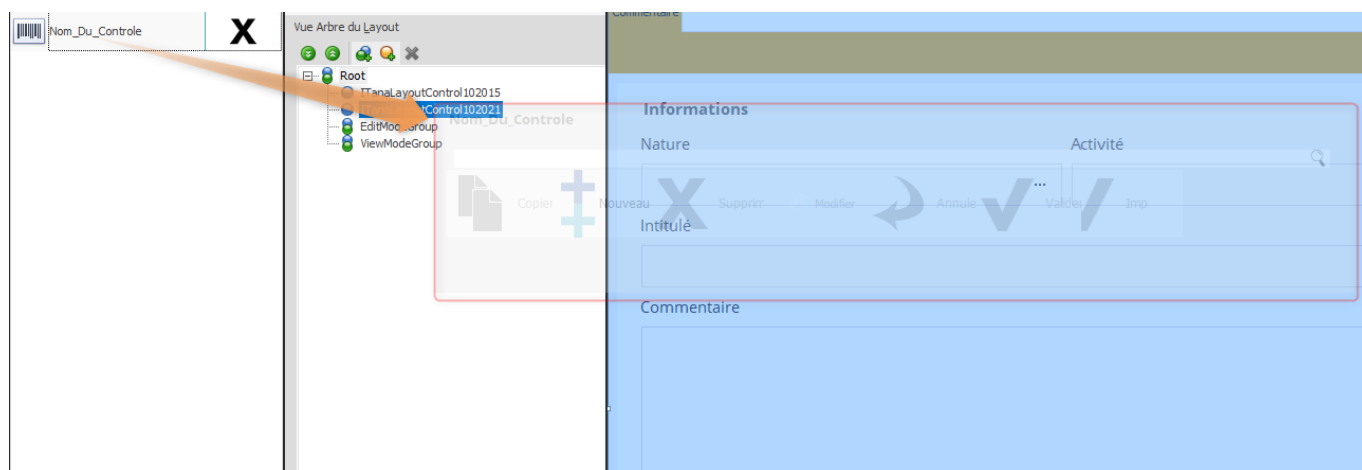 Nom_Du_Controle
Vue Arbre du Layout
Root
ITanaLayoutControl102015
EditModeGroup
ViewModeGroup
Commentaire
Informations
Nom_Du_Controle
Nature
Activité
...
Copier Nouveau Supprim Modifier Annule Valider Imp
Intitulé
Commentaire